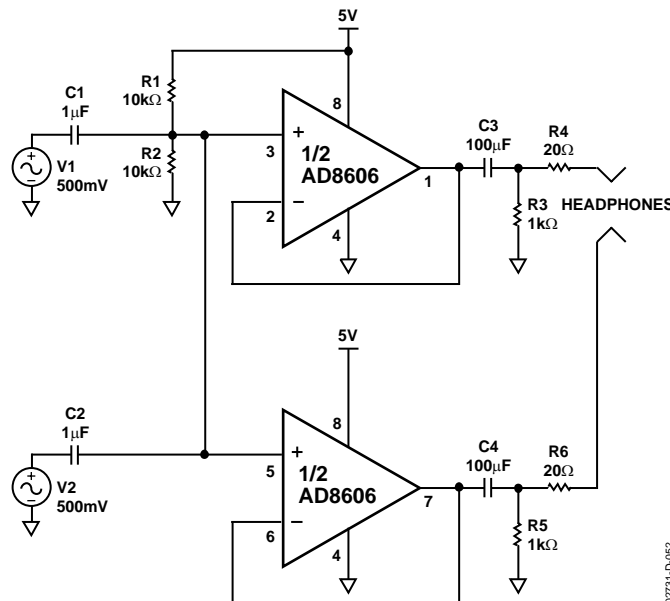 5V
C1
1µF
R1
10kΩ
R2
10kΩ
V1
500mV
+
−
8
+
3
1/2
AD8606
1
−
2
4
C3
100µF
R4
20Ω
R3
1kΩ
HEADPHONES
5V
C2
1µF
V2
500mV
+
−
8
+
5
1/2
AD8606
7
−
6
4
C4
100µF
R6
20Ω
R5
1kΩ
02731-D-052